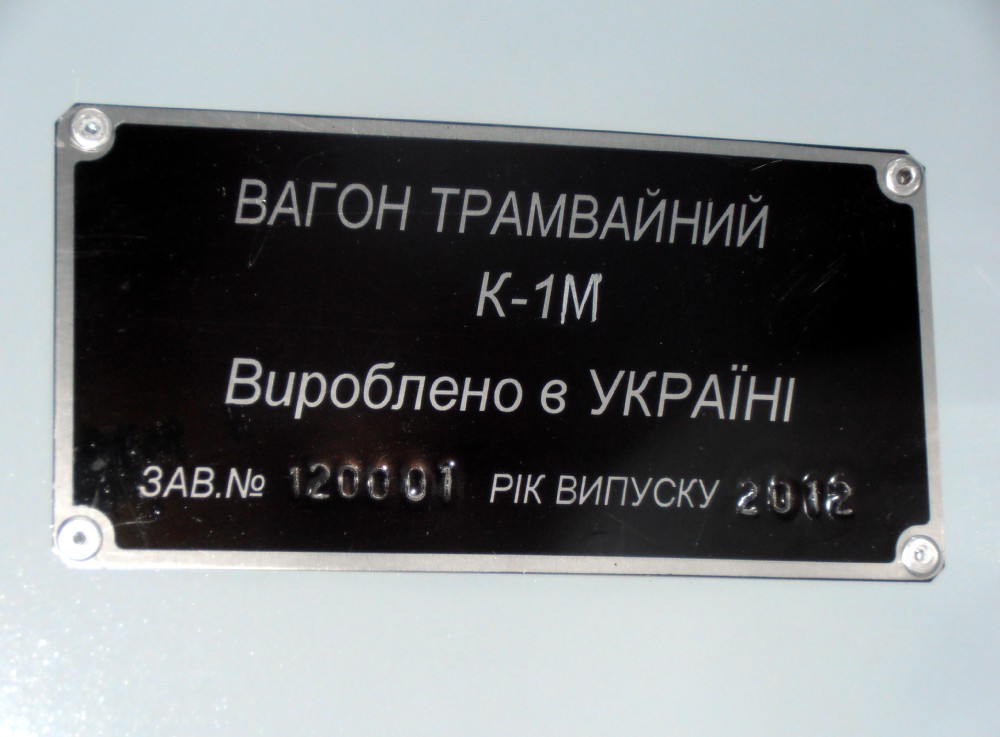 ВАГОН ТРАМВАЙНИЙ
К-1М
Вироблено в УКРАЇНІ
ЗАВ.№ 120001 РІК ВИПУСКУ 2012